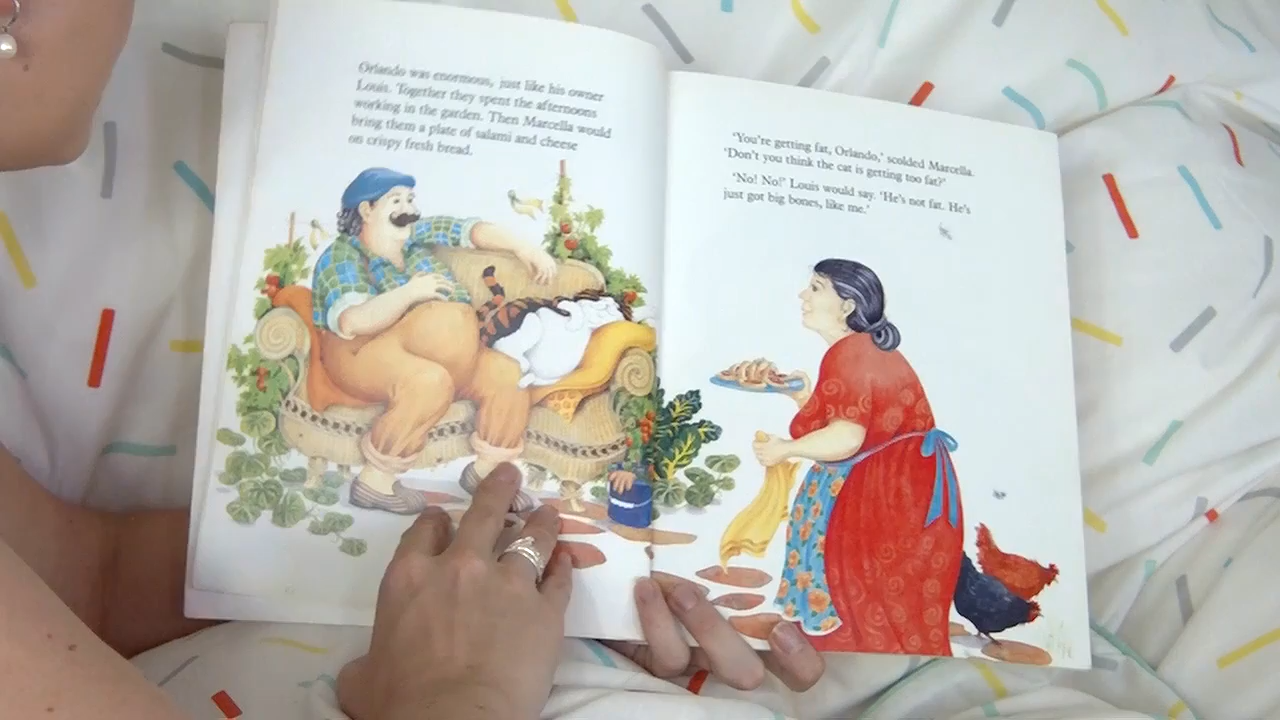 Orlando was enormous, just like his owner
Louis. Together they spent the afternoons
working in the garden. Then Marcella would
bring them a plate of salami and cheese
on crispy fresh bread.
‘You're getting fat, Orlando,’ scolded Marcella.
‘Don't you think the cat is getting too fat?’
‘No! No!’ Louis would say. ‘He's not fat. He's
just got big bones, like me.’